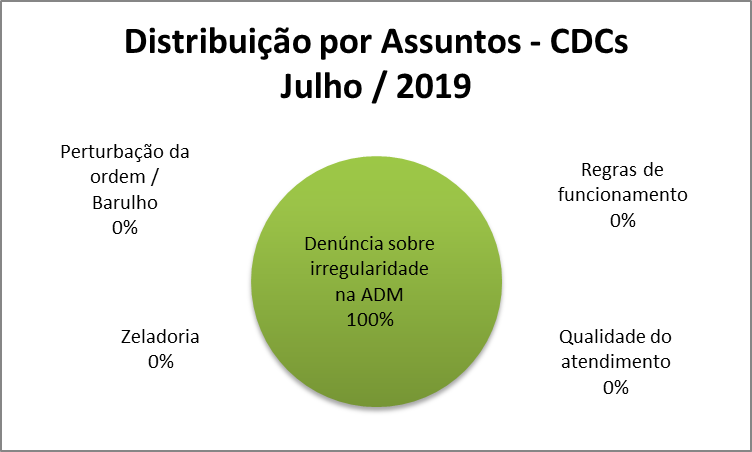 Distribuição por Assuntos - CDCs
Julho / 2019
Perturbação da
ordem /
Barulho
0%
Regras de
funcionamento
0%
Denúncia sobre
irregularidade
na ADM
100%
Zeladoria
0%
Qualidade do
atendimento
0%